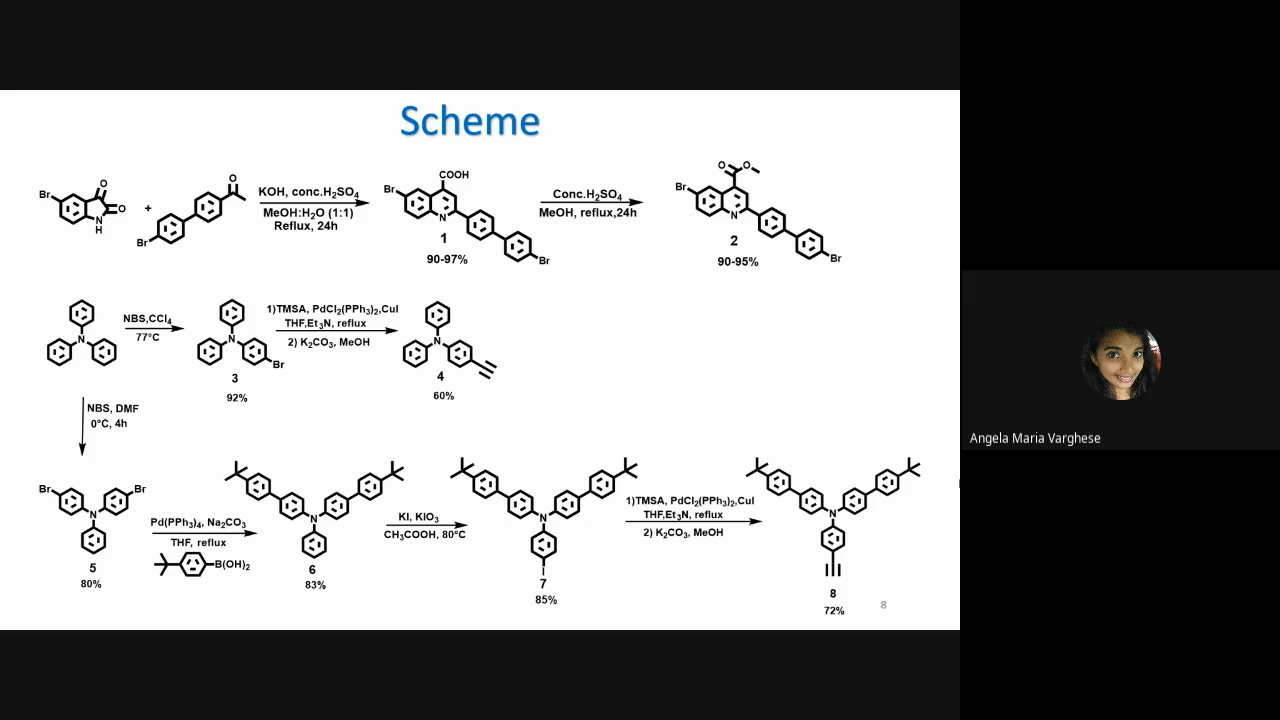 Scheme
Br
O
O
N
H
+
O
Br
KOH, conc.H2SO4
MeOH:H2O (1:1)
Reflux, 24h
COOH
Br
N
Br
1
90-97%
Conc.H2SO4
MeOH, reflux,24h
O
O
Br
N
Br
2
90-95%
N
NBS,CCl4
77°C
N
Br
3
92%
1)TMSA, PdCl2(PPh3)2,CuI
THF,Et3N, reflux
2) K2CO3, MeOH
N
4
60%
NBS, DMF
0°C, 4h
Br
Br
N
5
80%
Pd(PPh3)4, Na2CO3
THF, reflux
B(OH)2
N
6
83%
KI, KIO3
CH3COOH, 80°C
N
I
7
85%
1)TMSA, PdCl2(PPh3)2,CuI
THF,Et3N, reflux
2) K2CO3, MeOH
N
8
72%
8
Angela Maria Varghese